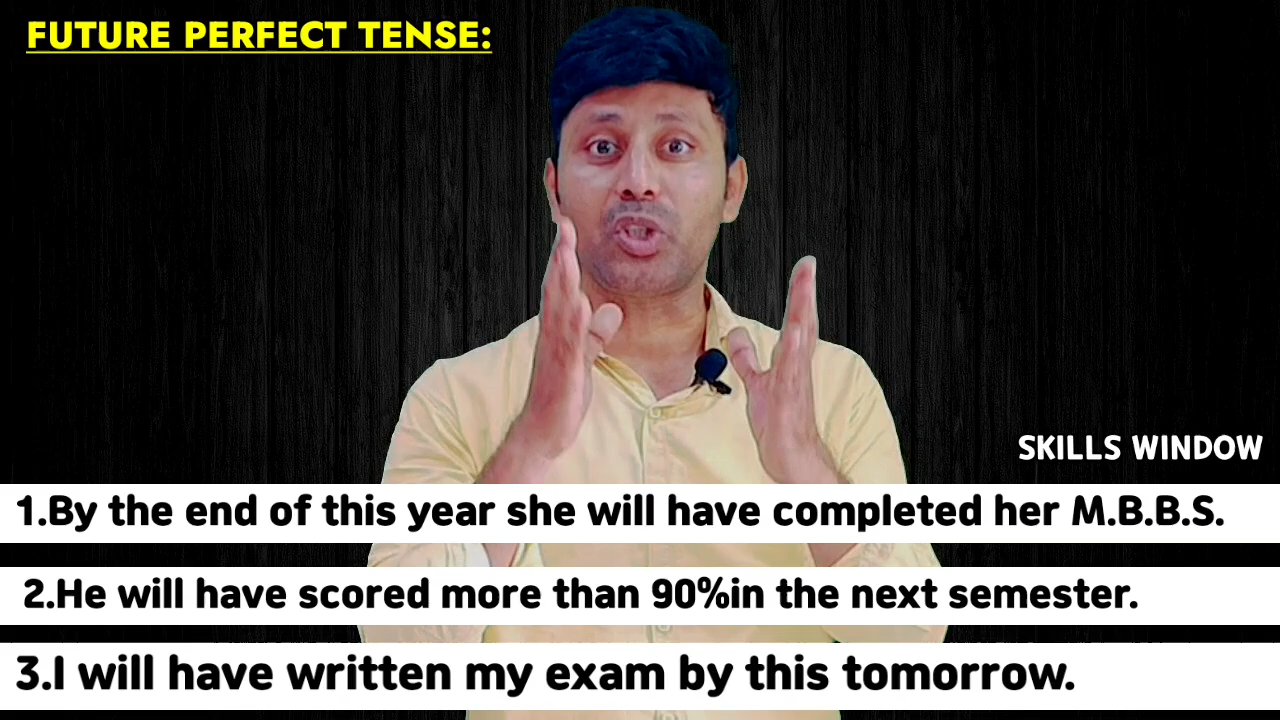 FUTURE PERFECT TENSE:
SKILLS WINDOW
1.By the end of this year she will have completed her M.B.B.S.
2.He will have scored more than 90%in the next semester.
3.I will have written my exam by this tomorrow.